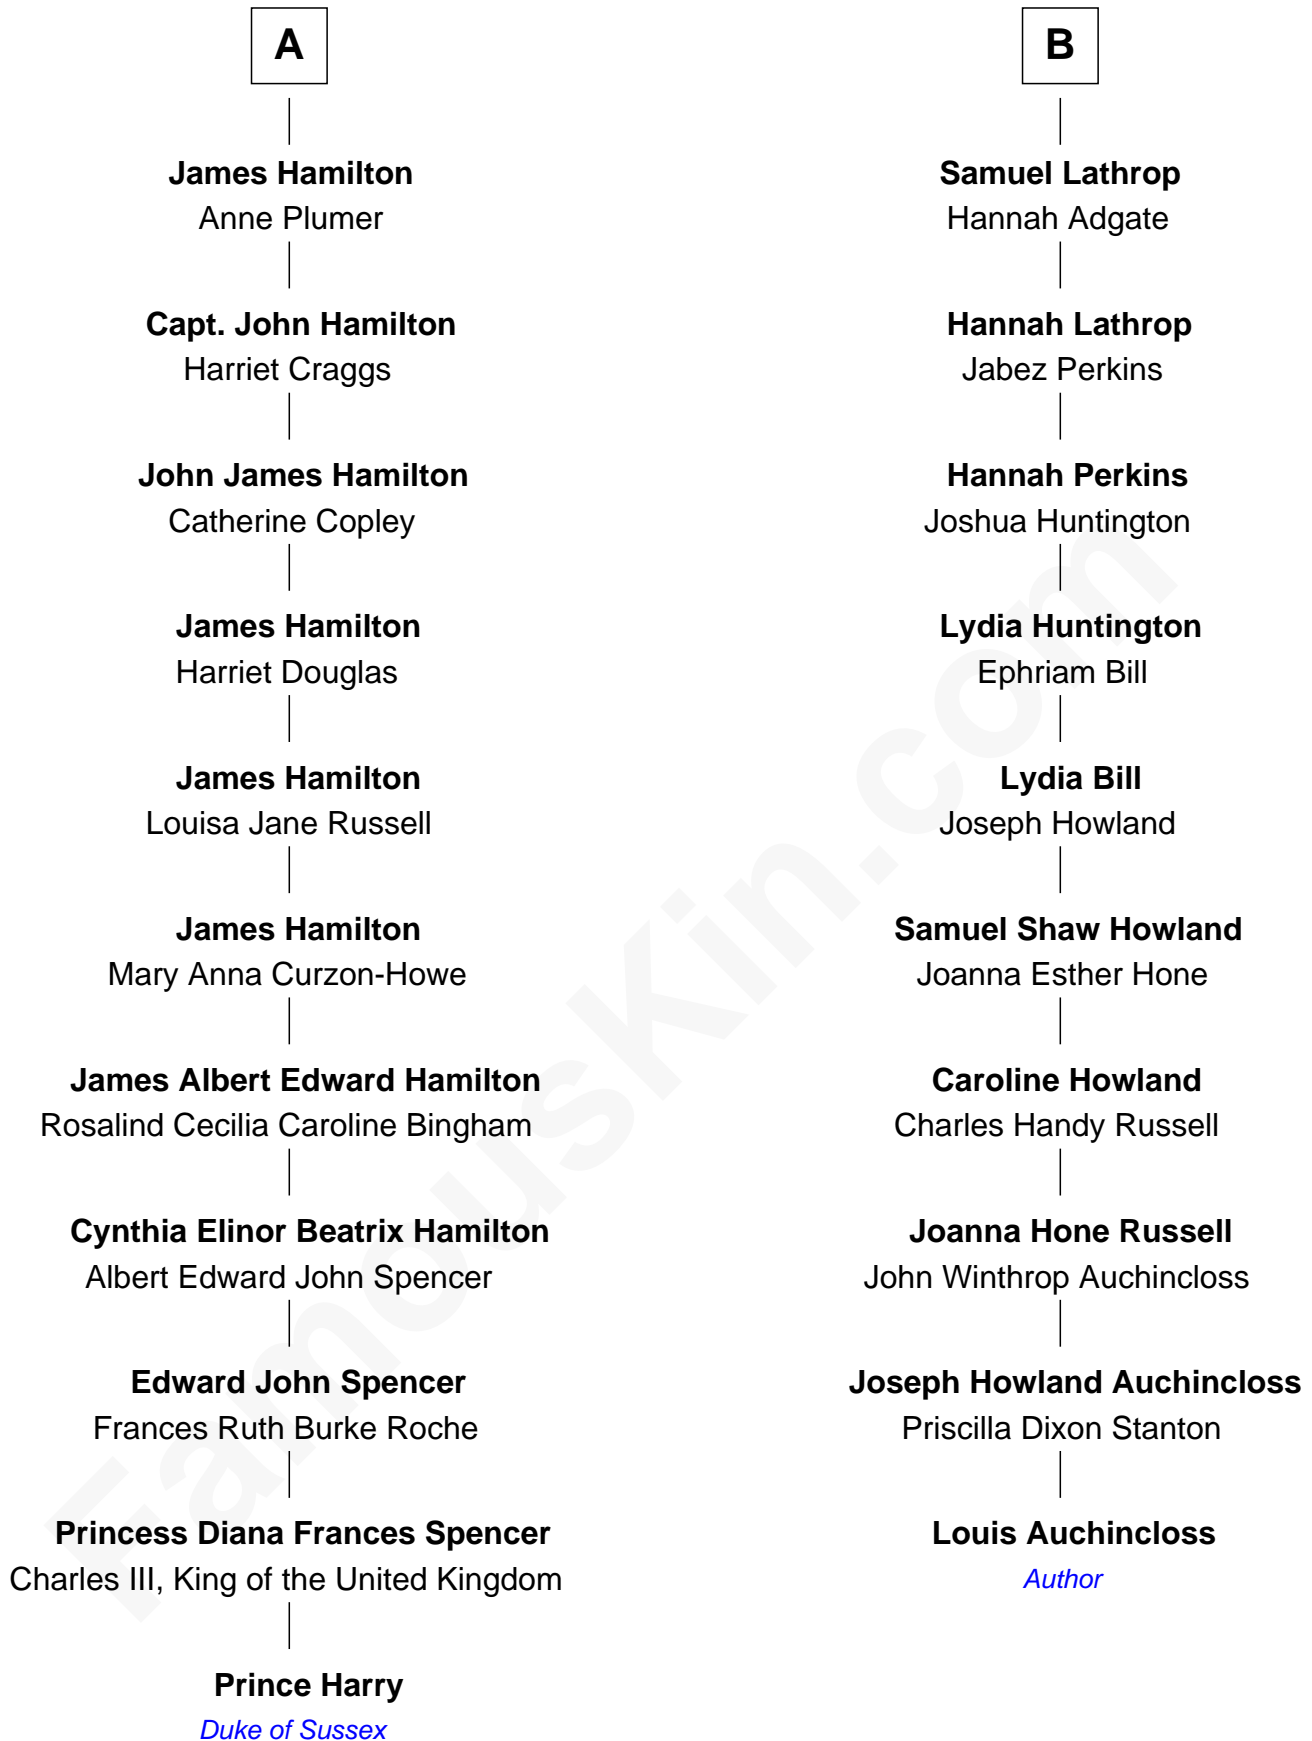 A
James Hamilton
Anne Plumer
Capt. John Hamilton
Harriet Craggs
John James Hamilton
Catherine Copley
James Hamilton
Harriet Douglas
James Hamilton
Louisa Jane Russell
James Hamilton
Mary Anna Curzon-Howe
James Albert Edward Hamilton
Rosalind Cecilia Caroline Bingham
Cynthia Elinor Beatrix Hamilton
Albert Edward John Spencer
Edward John Spencer
Frances Ruth Burke Roche
Princess Diana Frances Spencer
Charles III, King of the United Kingdom
Prince Harry
Duke of Sussex
B
Samuel Lathrop
Hannah Adgate
Hannah Lathrop
Jabez Perkins
Hannah Perkins
Joshua Huntington
Lydia Huntington
Ephriam Bill
Lydia Bill
Joseph Howland
Samuel Shaw Howland
Joanna Esther Hone
Caroline Howland
Charles Handy Russell
Joanna Hone Russell
John Winthrop Auchincloss
Joseph Howland Auchincloss
Priscilla Dixon Stanton
Louis Auchincloss
Author
FamousKin.com